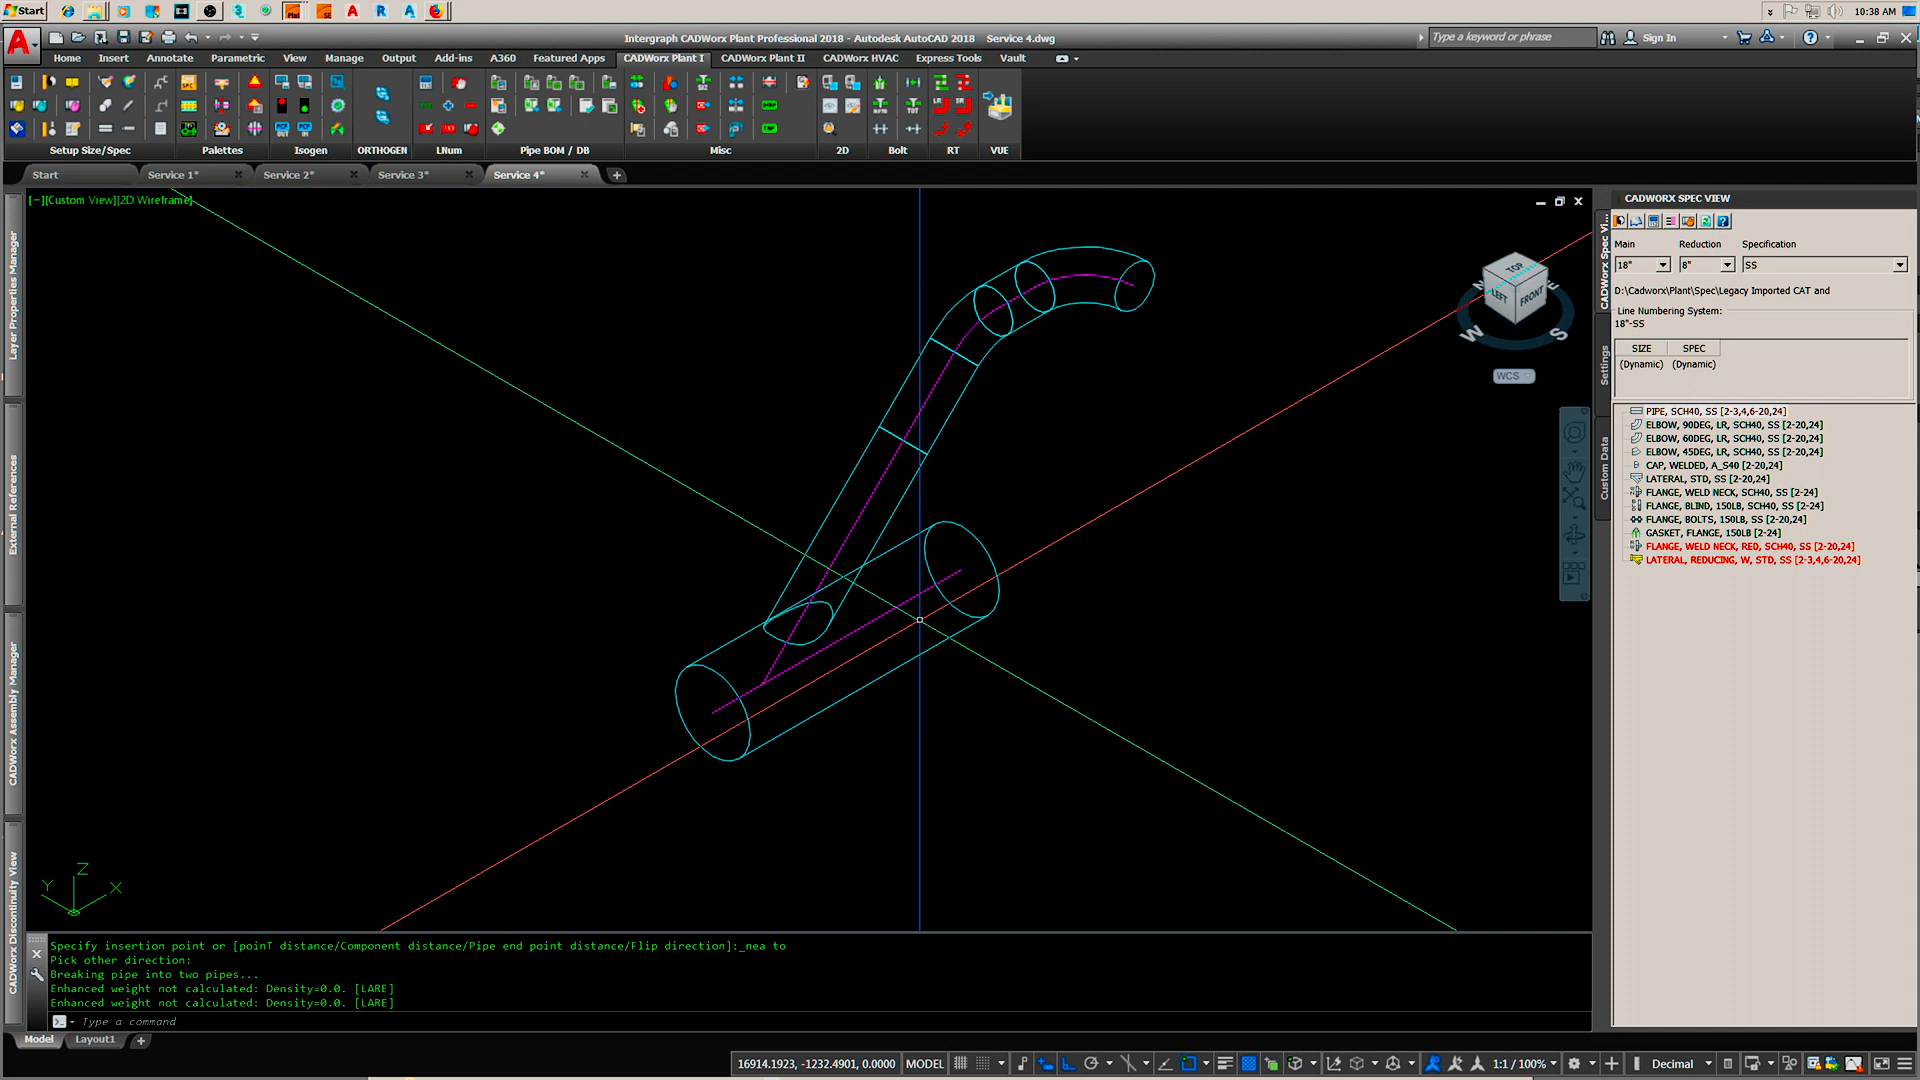 Start
10:38 AM
Intergraph CADWorx Plant Professional 2018 - Autodesk AutoCAD 2018    Service 4.dwg
Type a keyword or phrase
Sign In
Home
Insert
Annotate
Parametric
View
Manage
Output
Add-ins
A360
Featured Apps
CADWorx Plant I
CADWorx Plant II
CADWorx HVAC
Express Tools
Vault
Setup Size/Spec
Palettes
Isogen
ORTHOGEN
LNum
Pipe BOM / DB
Misc
2D
Bolt
RT
VUE
Start
Service 1*
Service 2*
Service 3*
Service 4*
[−][Custom View][2D Wireframe]
TOP
LEFT
FRONT
N
E
W
S
WCS
Layer Properties Manager
External References
CADWorx Assembly Manager
CADWorx Discontinuity View
Z
Y
X
CADWORX SPEC VIEW
CADWorx Spec Vi...
Settings
Custom Data
Main
Reduction
Specification
18"
8"
SS
D:\Cadworx\Plant\Spec\Legacy Imported CAT and
Line Numbering System:
18"-SS
SIZE
SPEC
(Dynamic)
(Dynamic)
PIPE, SCH40, SS [2-3,4,6-20,24]
ELBOW, 90DEG, LR, SCH40, SS [2-20,24]
ELBOW, 60DEG, LR, SCH40, SS [2-20,24]
ELBOW, 45DEG, LR, SCH40, SS [2-20,24]
CAP, WELDED, A_S40 [2-20,24]
LATERAL, STD, SS [2-20,24]
FLANGE, WELD NECK, SCH40, SS [2-24]
FLANGE, BLIND, 150LB, SCH40, SS [2-24]
FLANGE, BOLTS, 150LB, SS [2-20,24]
GASKET, FLANGE, 150LB [2-24]
FLANGE, WELD NECK, RED, SCH40, SS [2-20,24]
LATERAL, REDUCING, W, STD, SS [2-3,4,6-20,24]
Specify insertion point or [poinT distance/Component distance/Pipe end point distance/Flip direction]:_nea to
Pick other direction:
Breaking pipe into two pipes...
Enhanced weight not calculated: Density=0.0. [LARE]
Enhanced weight not calculated: Density=0.0. [LARE]
Type a command
Model
Layout1
16914.1923, -1232.4901, 0.0000
MODEL
1:1 / 100%
Decimal